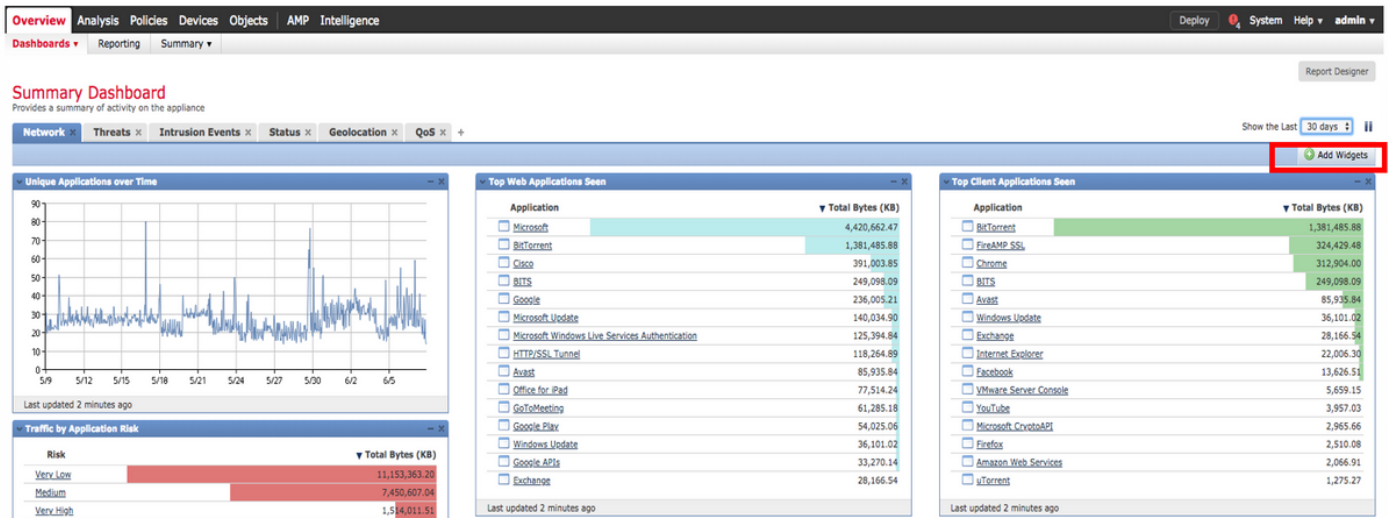 Overview Analysis Policies Devices Objects AMP Intelligence Deploy 4 System Help admin
Dashboards Reporting Summary
Report Designer
Summary Dashboard
Provides a summary of activity on the appliance
Network × Threats × Intrusion Events × Status × Geolocation × QoS × +
Show the Last 30 days
Add Widgets
Unique Applications over Time
90
80
70
60
50
40
30
20
10
0
5/9 5/12 5/15 5/18 5/21 5/24 5/27 5/30 6/2 6/5
Last updated 2 minutes ago
Traffic by Application Risk
Risk Total Bytes (KB)
Very Low 11,153,363.20
Medium 7,450,607.04
Very High 1,514,011.51
Top Web Applications Seen
Application Total Bytes (KB)
Microsoft 4,420,662.47
BitTorrent 1,381,485.88
Cisco 391,003.85
BITS 249,098.09
Google 236,005.21
Microsoft Update 140,034.90
Microsoft Windows Live Services Authentication 125,394.84
HTTP/SSL Tunnel 118,264.89
Avast 85,935.84
Office for iPad 77,514.24
GoToMeeting 61,285.18
Google Play 54,025.06
Windows Update 36,101.02
Google APIs 33,270.14
Exchange 28,166.54
Last updated 2 minutes ago
Top Client Applications Seen
Application Total Bytes (KB)
BitTorrent 1,381,485.88
FireAMP SSL 324,429.48
Chrome 312,904.00
BITS 249,098.09
Avast 85,935.84
Windows Update 36,101.02
Exchange 28,166.54
Internet Explorer 22,006.30
Facebook 13,626.51
VMware Server Console 5,659.15
YouTube 3,957.03
Microsoft CryptoAPI 2,965.66
Firefox 2,510.08
Amazon Web Services 2,066.91
uTorrent 1,275.27
Last updated 2 minutes ago